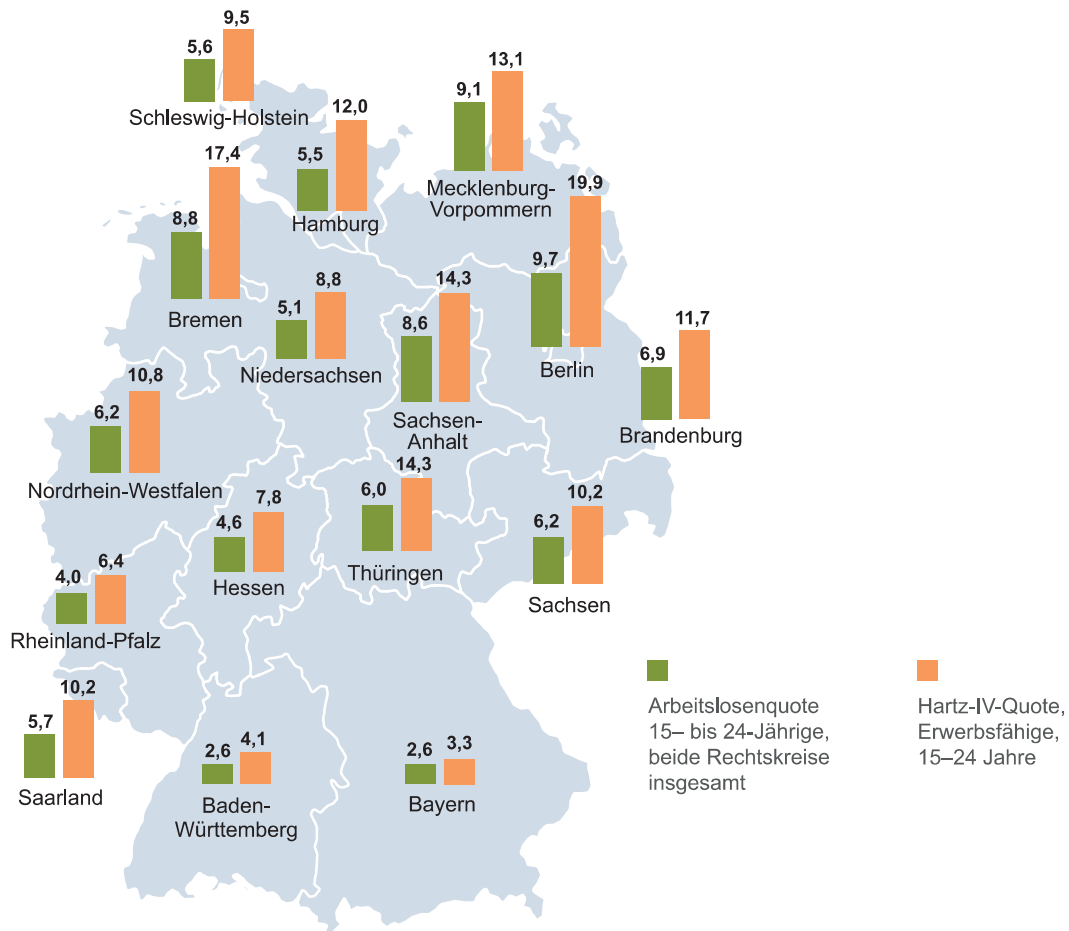 5,6 9,5
Schleswig-Holstein
5,5 12,0
Hamburg
9,1 13,1
Mecklenburg-
Vorpommern
8,8 17,4
Bremen
5,1 8,8
Niedersachsen
8,6 14,3
Sachsen-
Anhalt
9,7 19,9
Berlin
6,9 11,7
Brandenburg
6,2 10,8
Nordrhein-Westfalen
4,6 7,8
Hessen
6,0 14,3
Thüringen
6,2 10,2
Sachsen
4,0 6,4
Rheinland-Pfalz
5,7 10,2
Saarland
2,6 4,1
Baden-
Württemberg
2,6 3,3
Bayern
Arbeitslosenquote
15– bis 24-Jährige,
beide Rechtskreise
insgesamt
Hartz-IV-Quote,
Erwerbsfähige,
15–24 Jahre